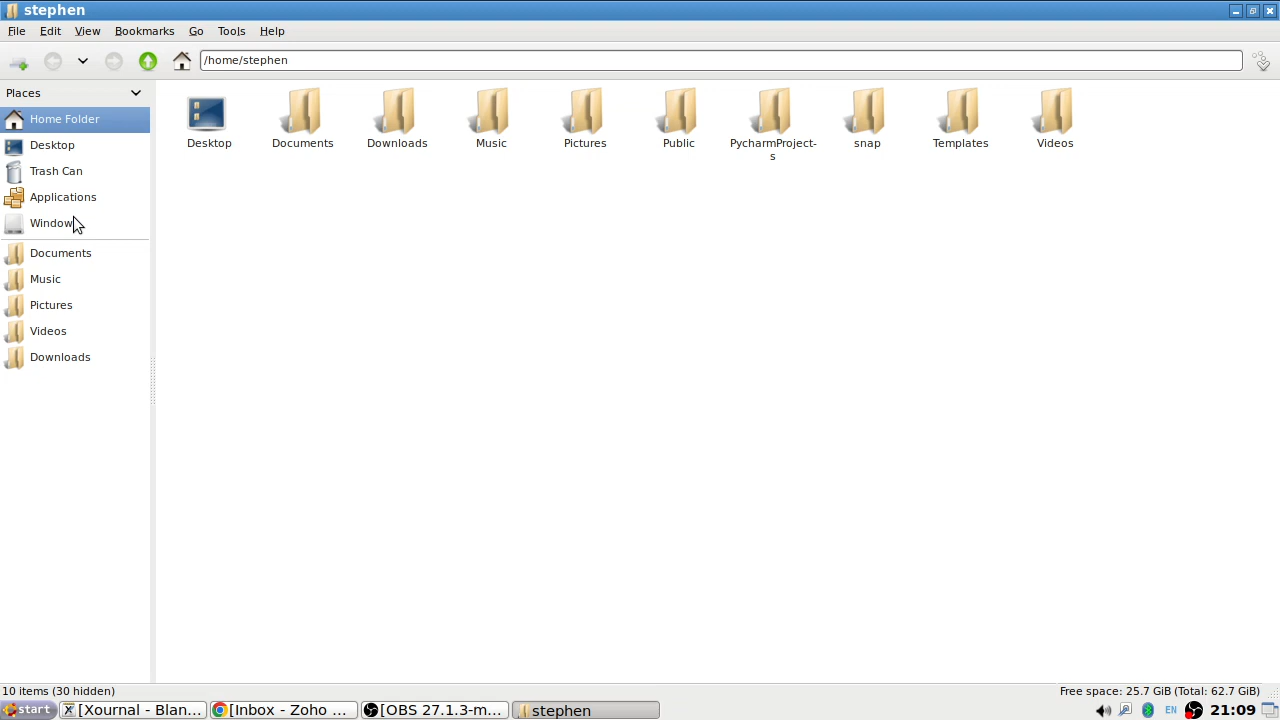 stephen
File Edit View Bookmarks Go Tools Help
/home/stephen
Places
Home Folder
Desktop
Trash Can
Applications
Window
Documents
Music
Pictures
Videos
Downloads
Desktop Documents Downloads Music Pictures Public PycharmProject-
s
snap Templates Videos
10 items (30 hidden)
Free space: 25.7 GiB (Total: 62.7 GiB)
start [Xournal - Blan... [Inbox - Zoho ... [OBS 27.1.3-m... stephen EN 21:09